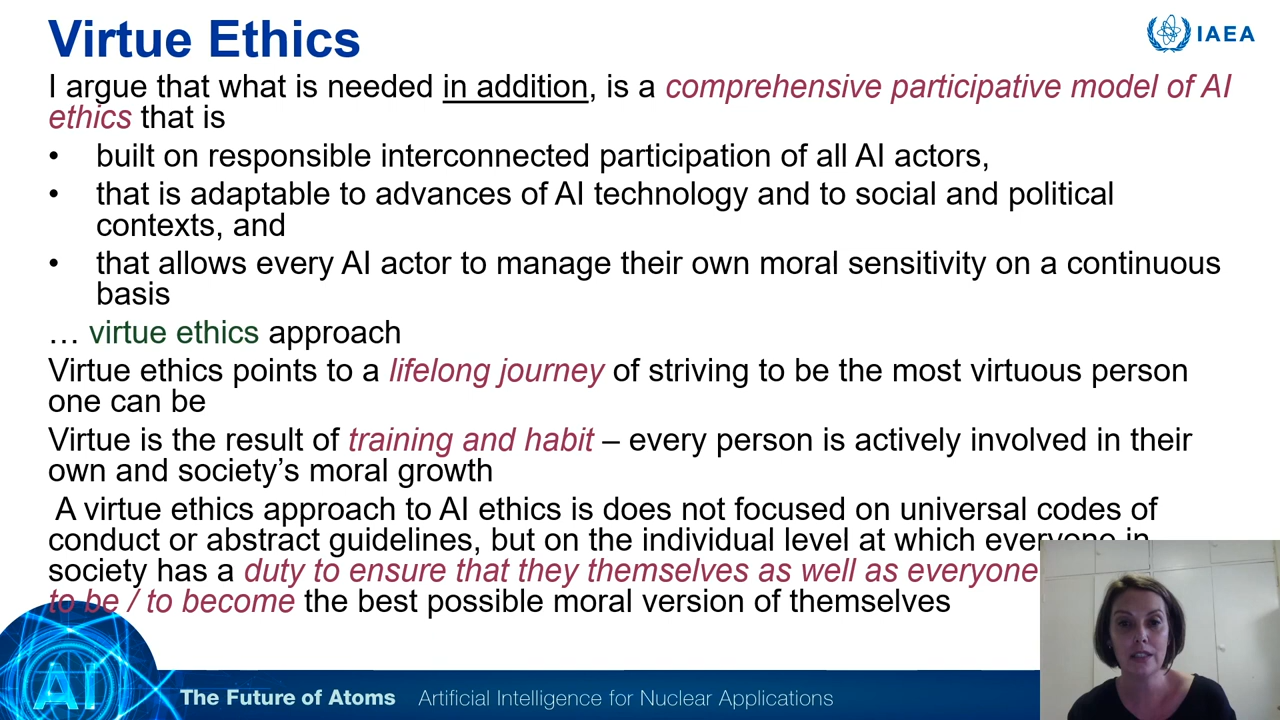 Virtue Ethics
IAEA
I argue that what is needed in addition, is a comprehensive participative model of AI
ethics that is
• built on responsible interconnected participation of all AI actors,
• that is adaptable to advances of AI technology and to social and political
contexts, and
• that allows every AI actor to manage their own moral sensitivity on a continuous
basis
… virtue ethics approach
Virtue ethics points to a lifelong journey of striving to be the most virtuous person
one can be
Virtue is the result of training and habit – every person is actively involved in their
own and society's moral growth
A virtue ethics approach to AI ethics is does not focused on universal codes of
conduct or abstract guidelines, but on the individual level at which everyone in
society has a duty to ensure that they themselves as well as everyone
to be / to become the best possible moral version of themselves
AI
The Future of Atoms Artificial Intelligence for Nuclear Applications